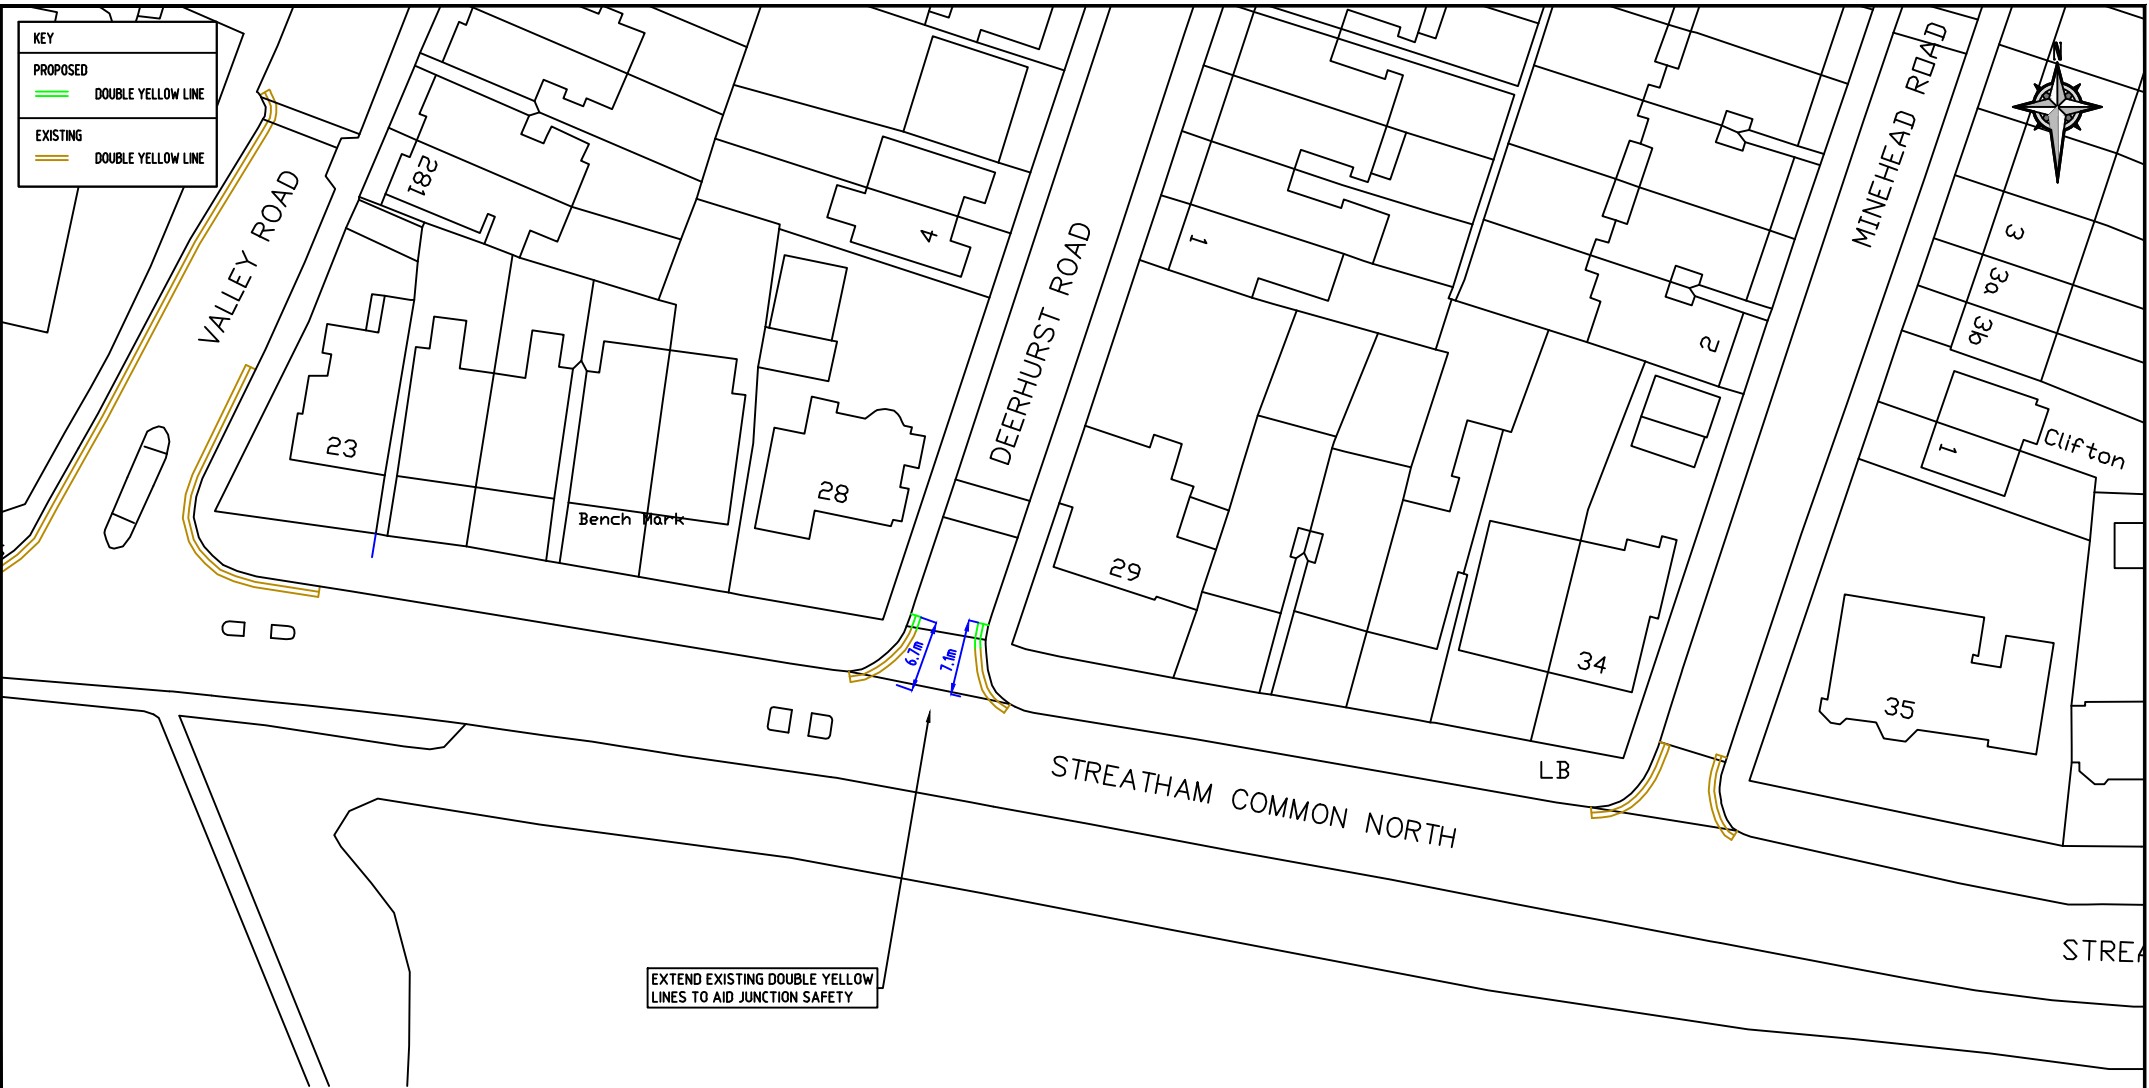 KEY
PROPOSED
DOUBLE YELLOW LINE
EXISTING
DOUBLE YELLOW LINE
N
VALLEY ROAD
281
4
DEERHURST ROAD
1
MINEHEAD ROAD
3
3a
3b
2
1
Clifton
23
28
Bench Mark
29
34
35
6.7m
7.1m
LB
STREATHAM COMMON NORTH
STREA
EXTEND EXISTING DOUBLE YELLOW
LINES TO AID JUNCTION SAFETY